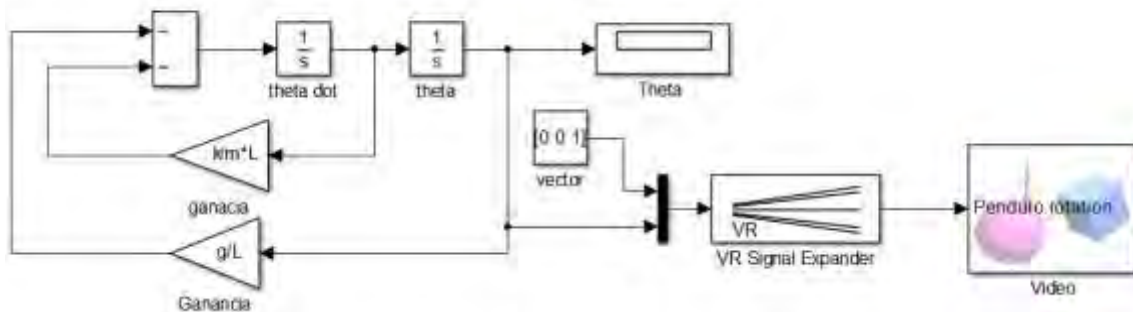 1
s
theta dot
1
s
theta
Theta
k/m*L
ganacia
[0 0 1]
vector
g/L
Ganancia
VR
VR Signal Expander
Pendulo.rotation
Video